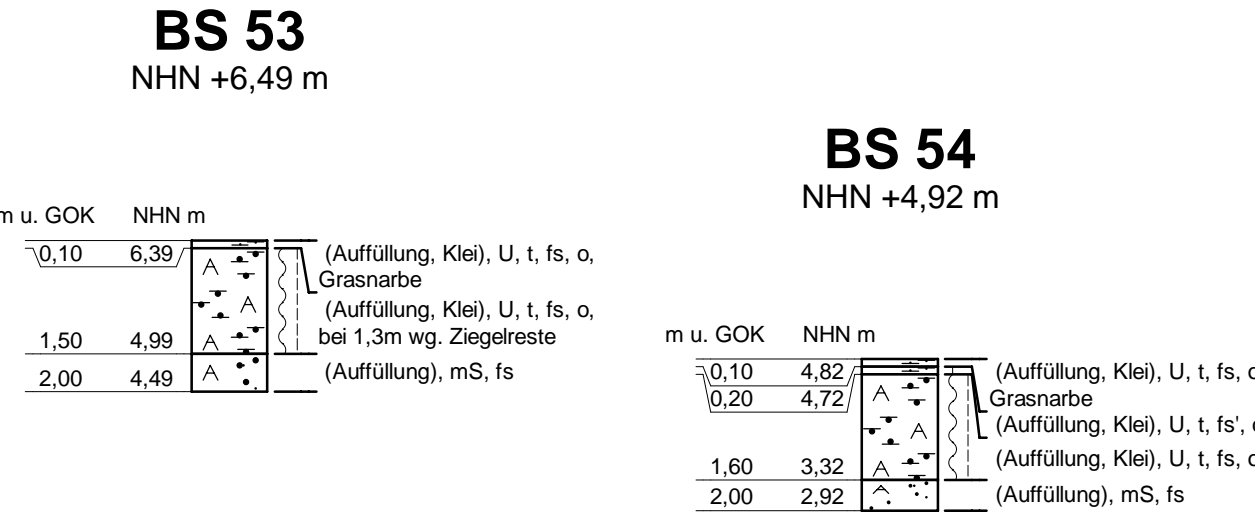 BS 53
NHN +6,49 m
m u. GOK NHN m
0,10 6,39
(Auffüllung, Klei), U, t, fs, o,
Grasnarbe
(Auffüllung, Klei), U, t, fs, o,
1,50 4,99
bei 1,3m wg. Ziegelreste
2,00 4,49
(Auffüllung), mS, fs
BS 54
NHN +4,92 m
m u. GOK NHN m
0,10 4,82
(Auffüllung, Klei), U, t, fs,
0,20 4,72
Grasnarbe
(Auffüllung, Klei), U, t, fs',
(Auffüllung, Klei), U, t, fs,
1,60 3,32
2,00 2,92
(Auffüllung), mS, fs